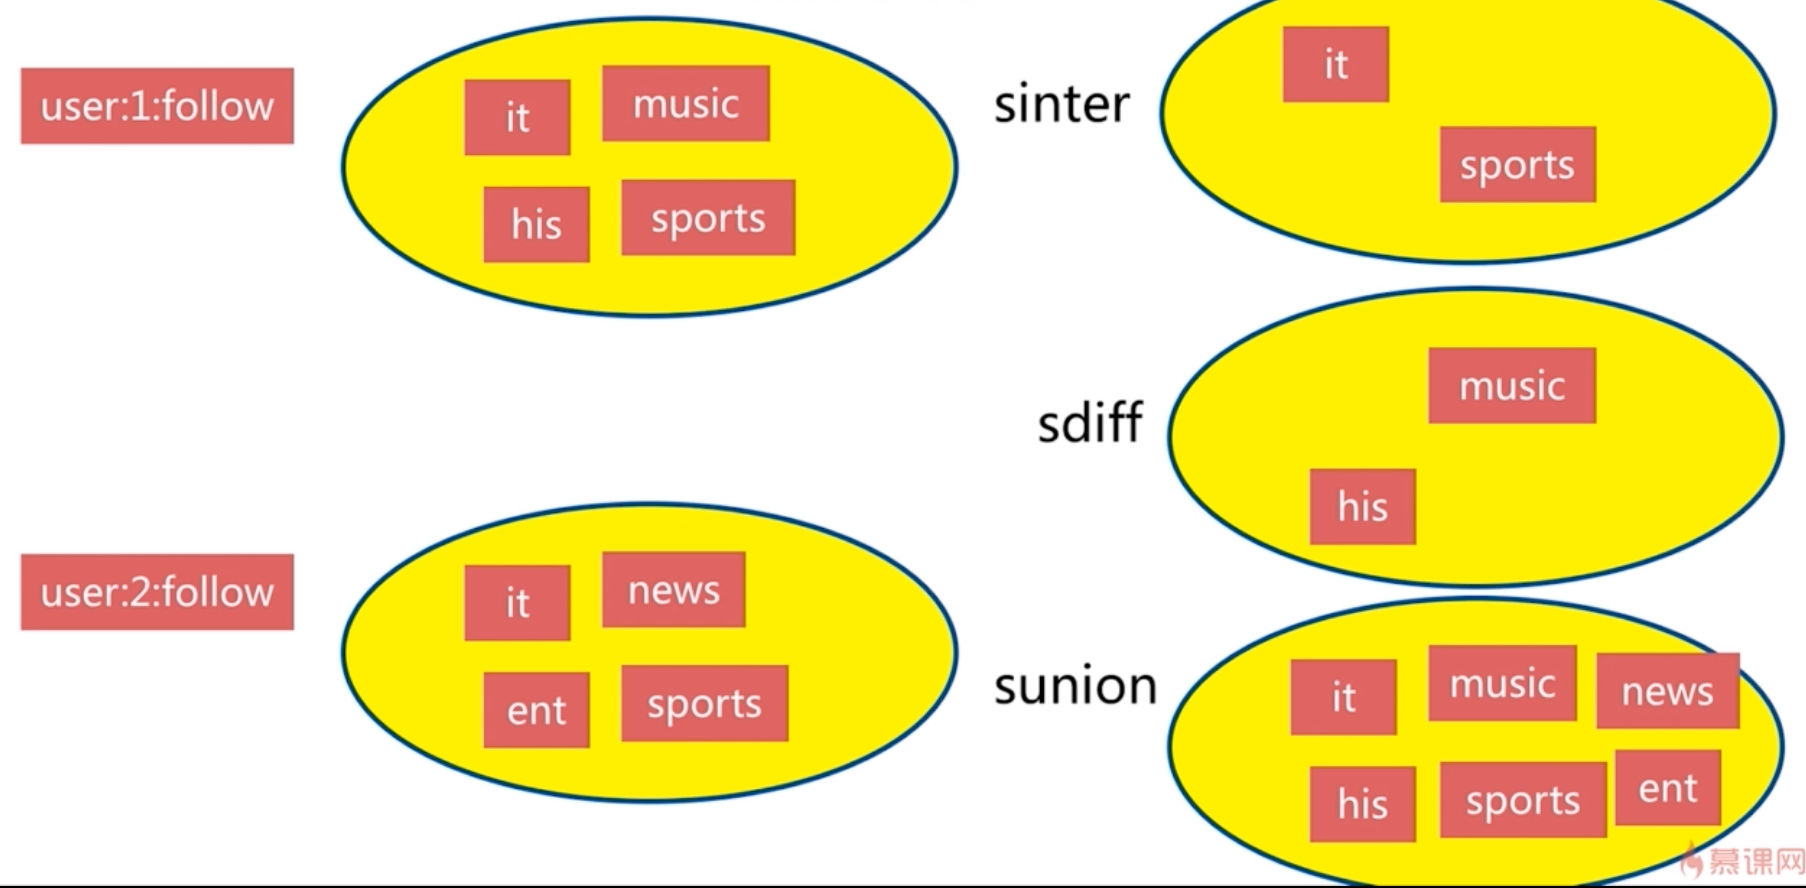 user:1:follow
it
music
his
sports
user:2:follow
it
news
ent
sports
sinter
it
sports
sdiff
music
his
sunion
it
music
news
his
sports
ent
慕课网